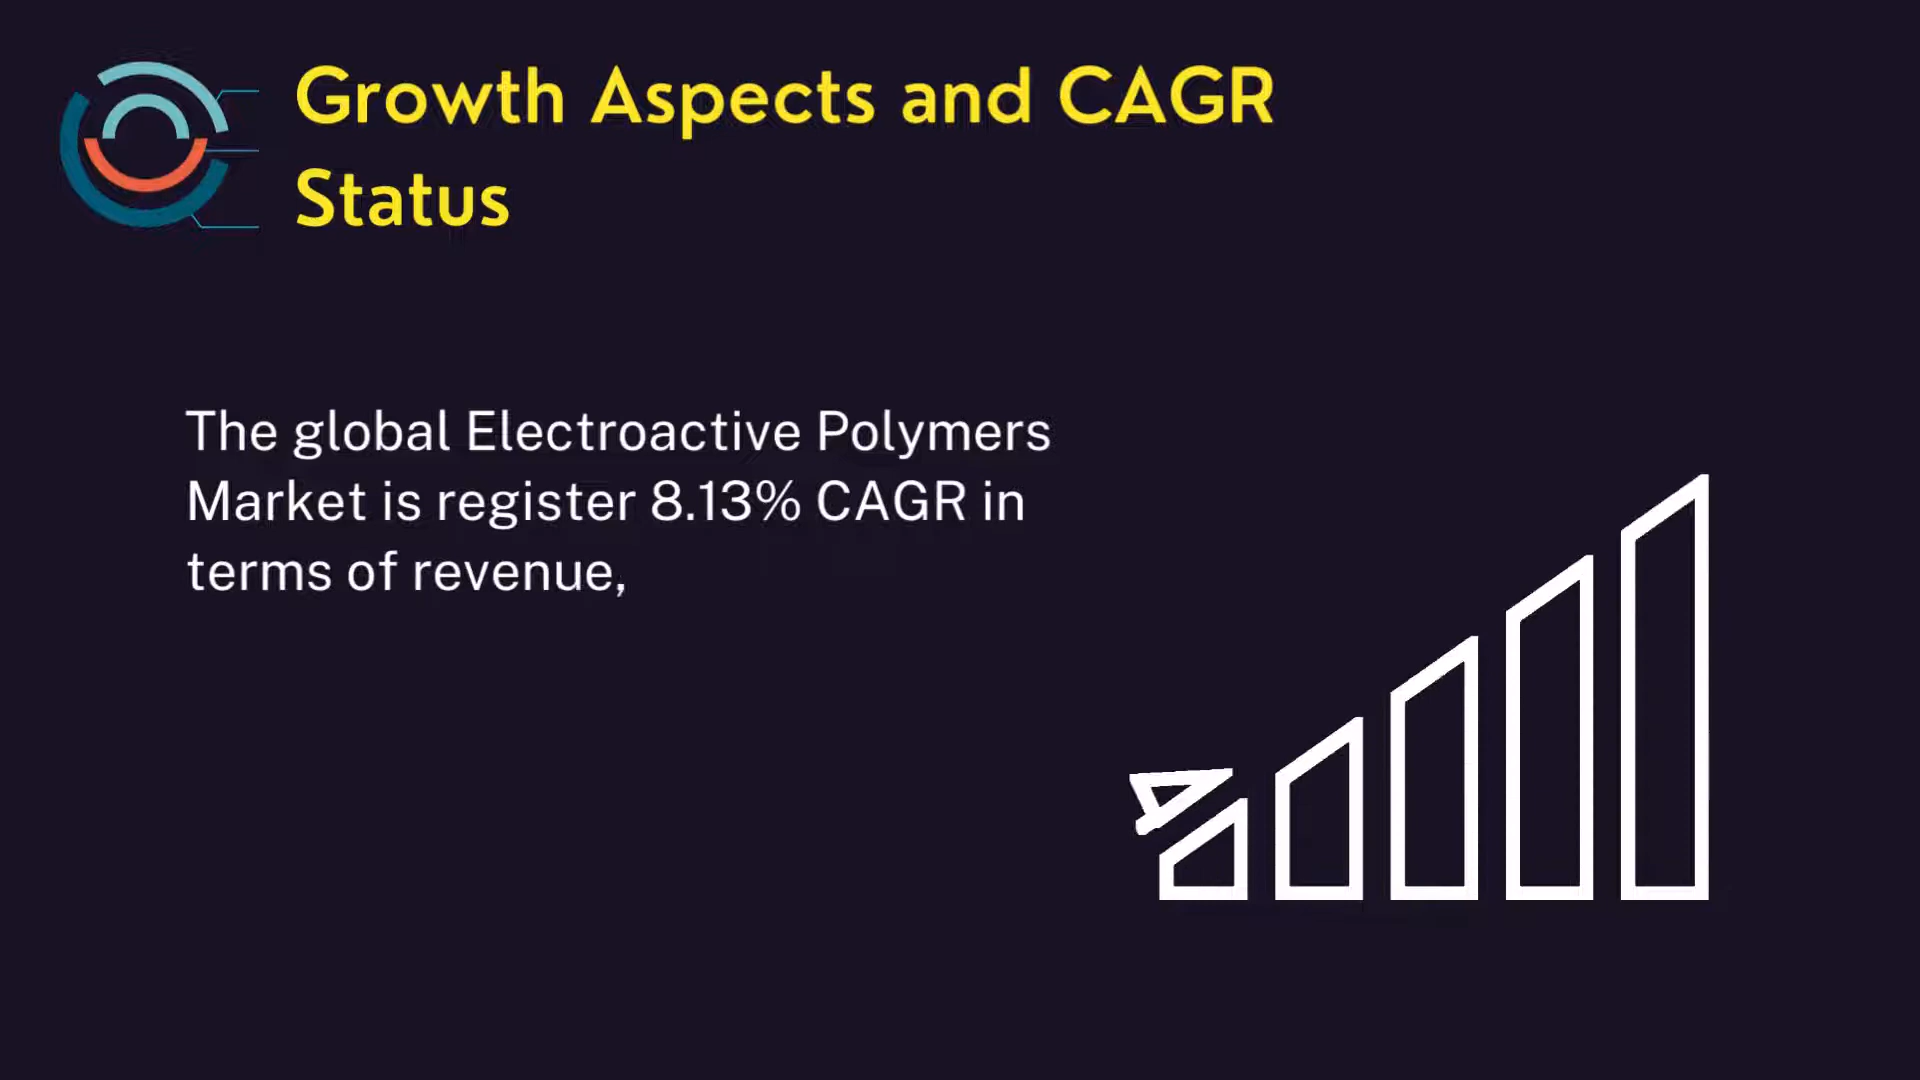 Growth Aspects and CAGR
Status
The global Electroactive Polymers
Market is register 8.13% CAGR in
terms of revenue,